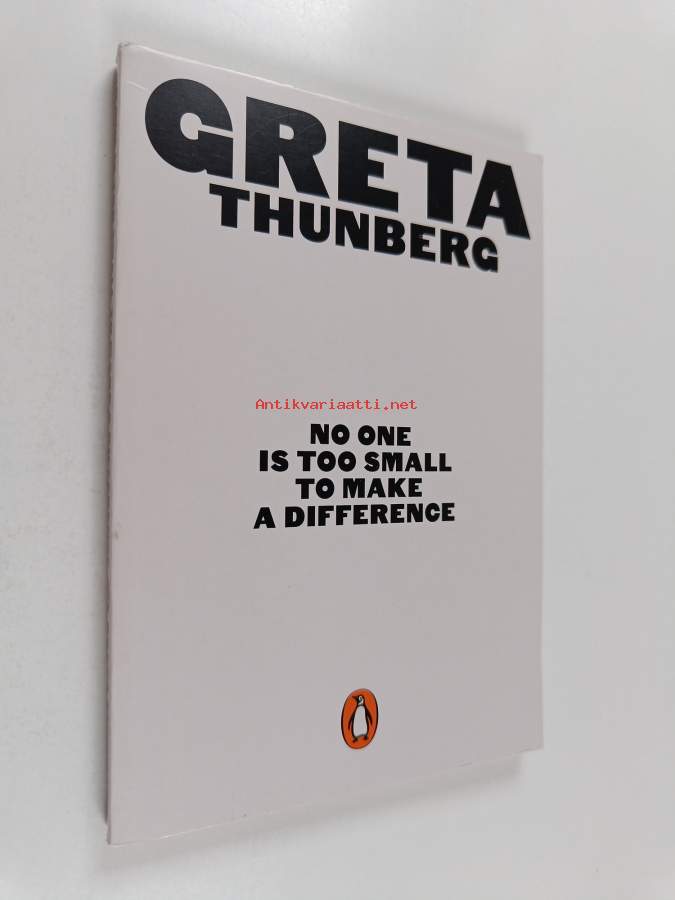 GRETA
THUNBERG
Antikvariaatti.net
NO ONE
IS TOO SMALL
TO MAKE
A DIFFERENCE